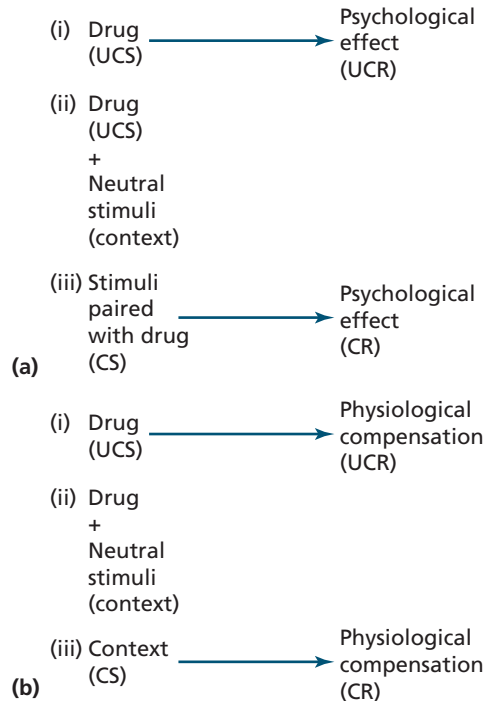 (i) Drug
(UCS)
Psychological
effect
(UCR)
(ii) Drug
(UCS)
+
Neutral
stimuli
(context)
(iii) Stimuli
paired
with drug
(CS)
Psychological
effect
(CR)
(a)
(i) Drug
(UCS)
Physiological
compensation
(UCR)
(ii) Drug
+
Neutral
stimuli
(context)
(iii) Context
(CS)
Physiological
compensation
(CR)
(b)